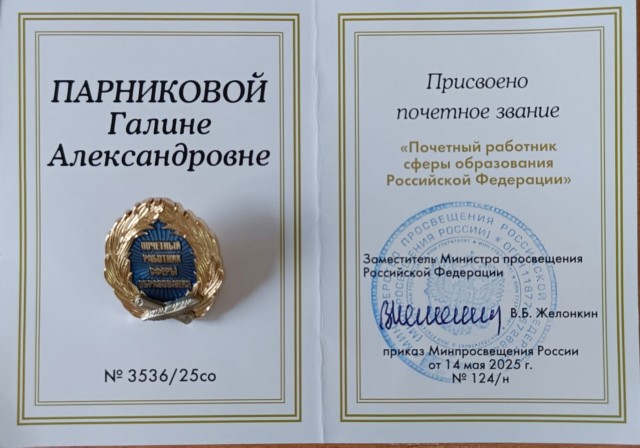 ПАРНИКОВОЙ
Галине
Александровне
ПОЧЕТНЫЙ
РАБОТНИК
СФЕРЫ
ОБРАЗОВАНИЯ
№ 3536/25со
Присвоено
почетное звание
«Почетный работник
сферы образования
Российской Федерации»
Заместитель Министра просвещения
Российской Федерации
В.Б. Желонкин
приказ Минпросвещения России
от 14 мая 2025 г.
№ 124/н